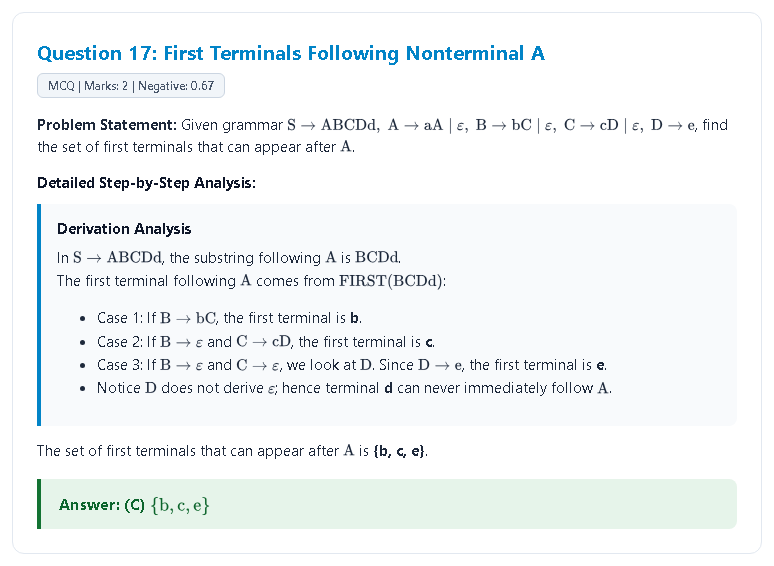 Question 17: First Terminals Following Nonterminal A
MCQ | Marks: 2 | Negative: 0.67
Problem Statement: Given grammar S → ABCDd, A → aA | ε, B → bC | ε, C → cD | ε, D → e, find
the set of first terminals that can appear after A.
Detailed Step-by-Step Analysis:
Derivation Analysis
In S → ABCDd, the substring following A is BCDd.
The first terminal following A comes from FIRST(BCDd):
• Case 1: If B → bC, the first terminal is b.
• Case 2: If B → ε and C → cD, the first terminal is c.
• Case 3: If B → ε and C → ε, we look at D. Since D → e, the first terminal is e.
• Notice D does not derive ε; hence terminal d can never immediately follow A.
The set of first terminals that can appear after A is {b, c, e}.
Answer: (C) {b, c, e}